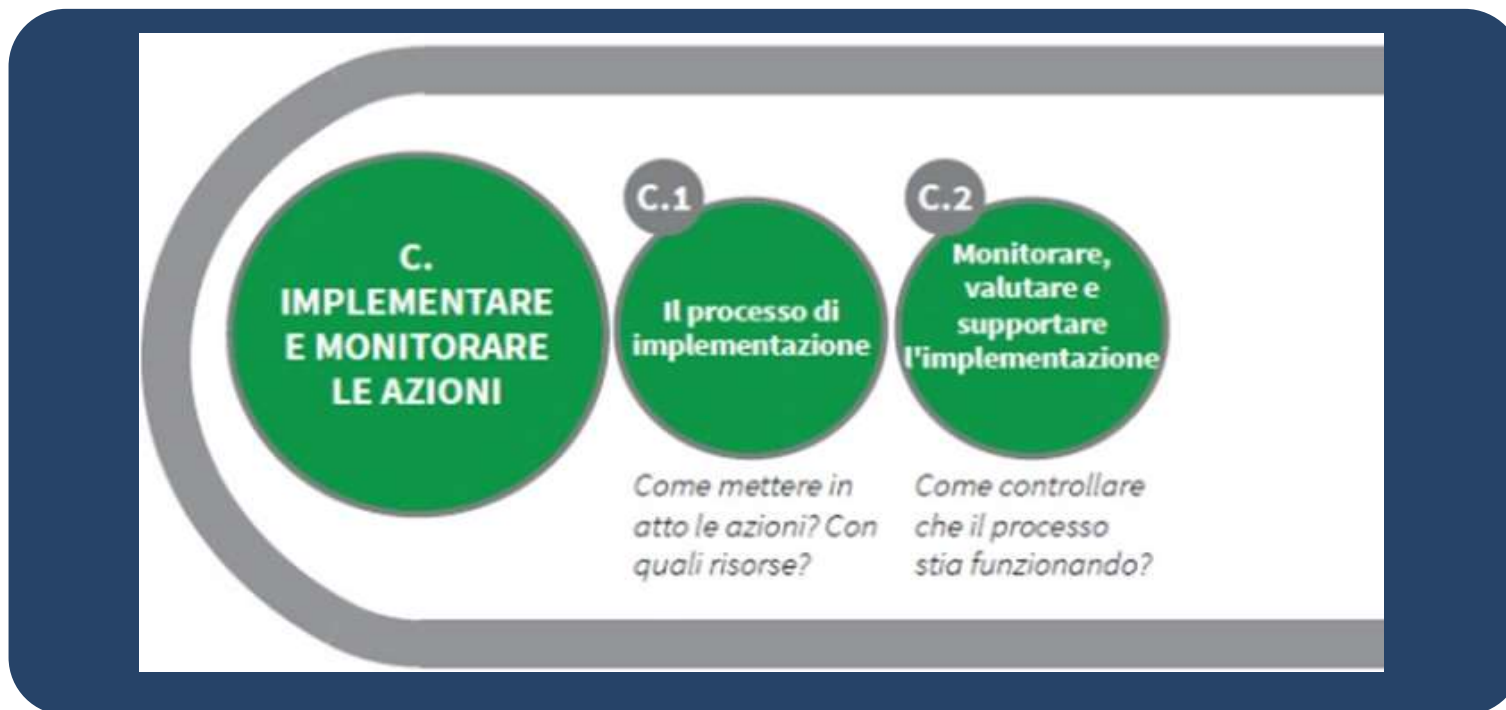 C.
IMPLEMENTARE
E MONITORARE
LE AZIONI
C.1
Il processo di
implementazione
Come mettere in
atto le azioni? Con
quali risorse?
C.2
Monitorare,
valutare e
supportare
l'implementazione
Come controllare
che il processo
stia funzionando?